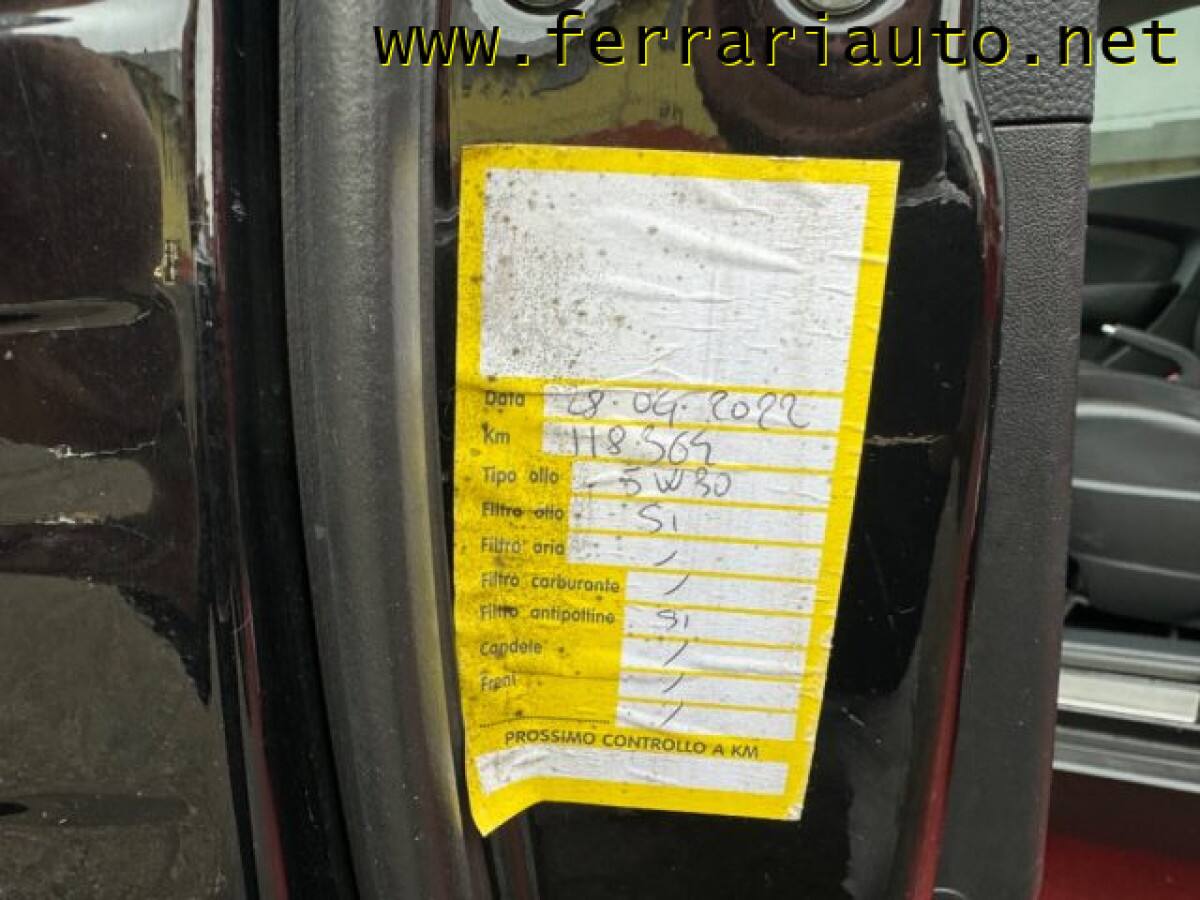 www.ferrariauto.net
Data 28.04.2022
Km 118364
Tipo olio 5W30
Filtro olio Si
Filtro aria /
Filtro carburante /
Filtro antipolline Si
Candele /
Freni /
/
PROSSIMO CONTROLLO A KM